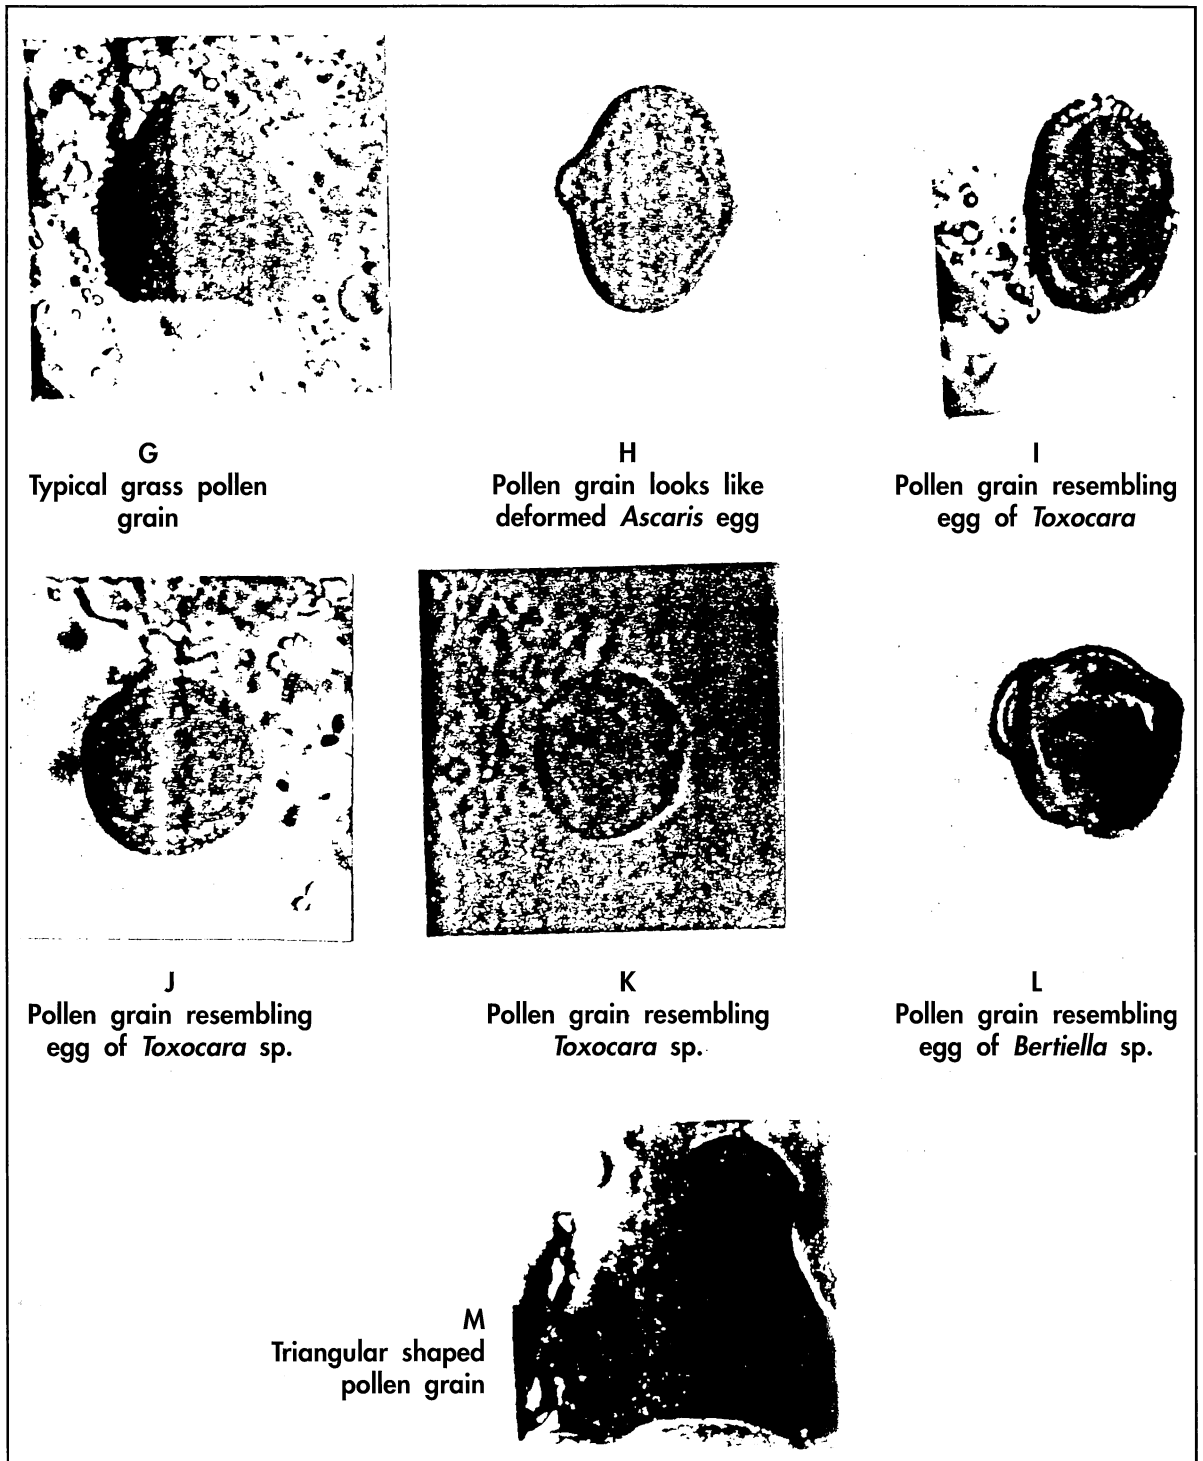 G
Typical grass pollen
grain
H
Pollen grain looks like
deformed Ascaris egg
I
Pollen grain resembling
egg of Toxocara
J
Pollen grain resembling
egg of Toxocara sp.
K
Pollen grain resembling
Toxocara sp.
L
Pollen grain resembling
egg of Bertiella sp.
M
Triangular shaped
pollen grain